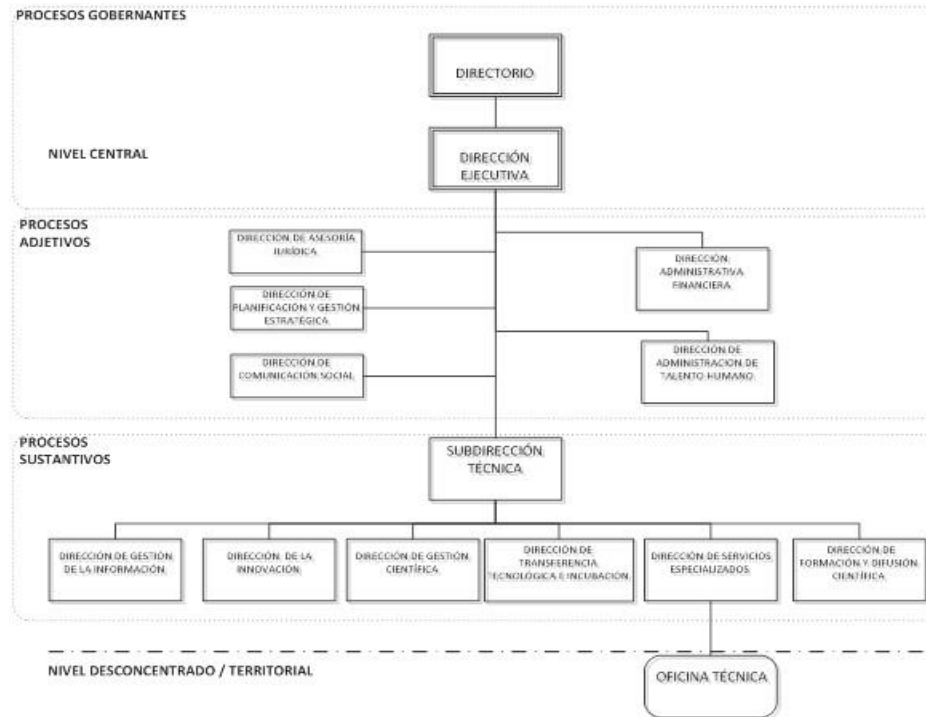 PROCESOS GOBERNANTES
DIRECTORIO
NIVEL CENTRAL
DIRECCIÓN
EJECUTIVA
PROCESOS
ADJETIVOS
DIRECCIÓN DE ASESORÍA
JURÍDICA
DIRECCIÓN
ADMINISTRATIVA
FINANCIERA
DIRECCIÓN DE
PLANIFICACIÓN Y GESTIÓN
ESTRATÉGICA
DIRECCIÓN DE
COMUNICACIÓN SOCIAL
DIRECCIÓN DE
ADMINISTRACION DE
TALENTO HUMANO
PROCESOS
SUSTANTIVOS
SUBDIRECCIÓN
TÉCNICA
DIRECCIÓN DE GESTIÓN
DE LA INFORMACIÓN
DIRECCIÓN DE LA
INNOVACIÓN
DIRECCIÓN DE GESTIÓN
CIENTÍFICA
DIRECCIÓN DE
TRANSFERENCIA
TECNOLÓGICA E INCUBACIÓN
DIRECCIÓN DE SERVICIOS
ESPECIALIZADOS
DIRECCIÓN DE
FORMACIÓN Y DIFUSIÓN
CIENTÍFICA
NIVEL DESCONCENTRADO / TERRITORIAL
OFICINA TÉCNICA